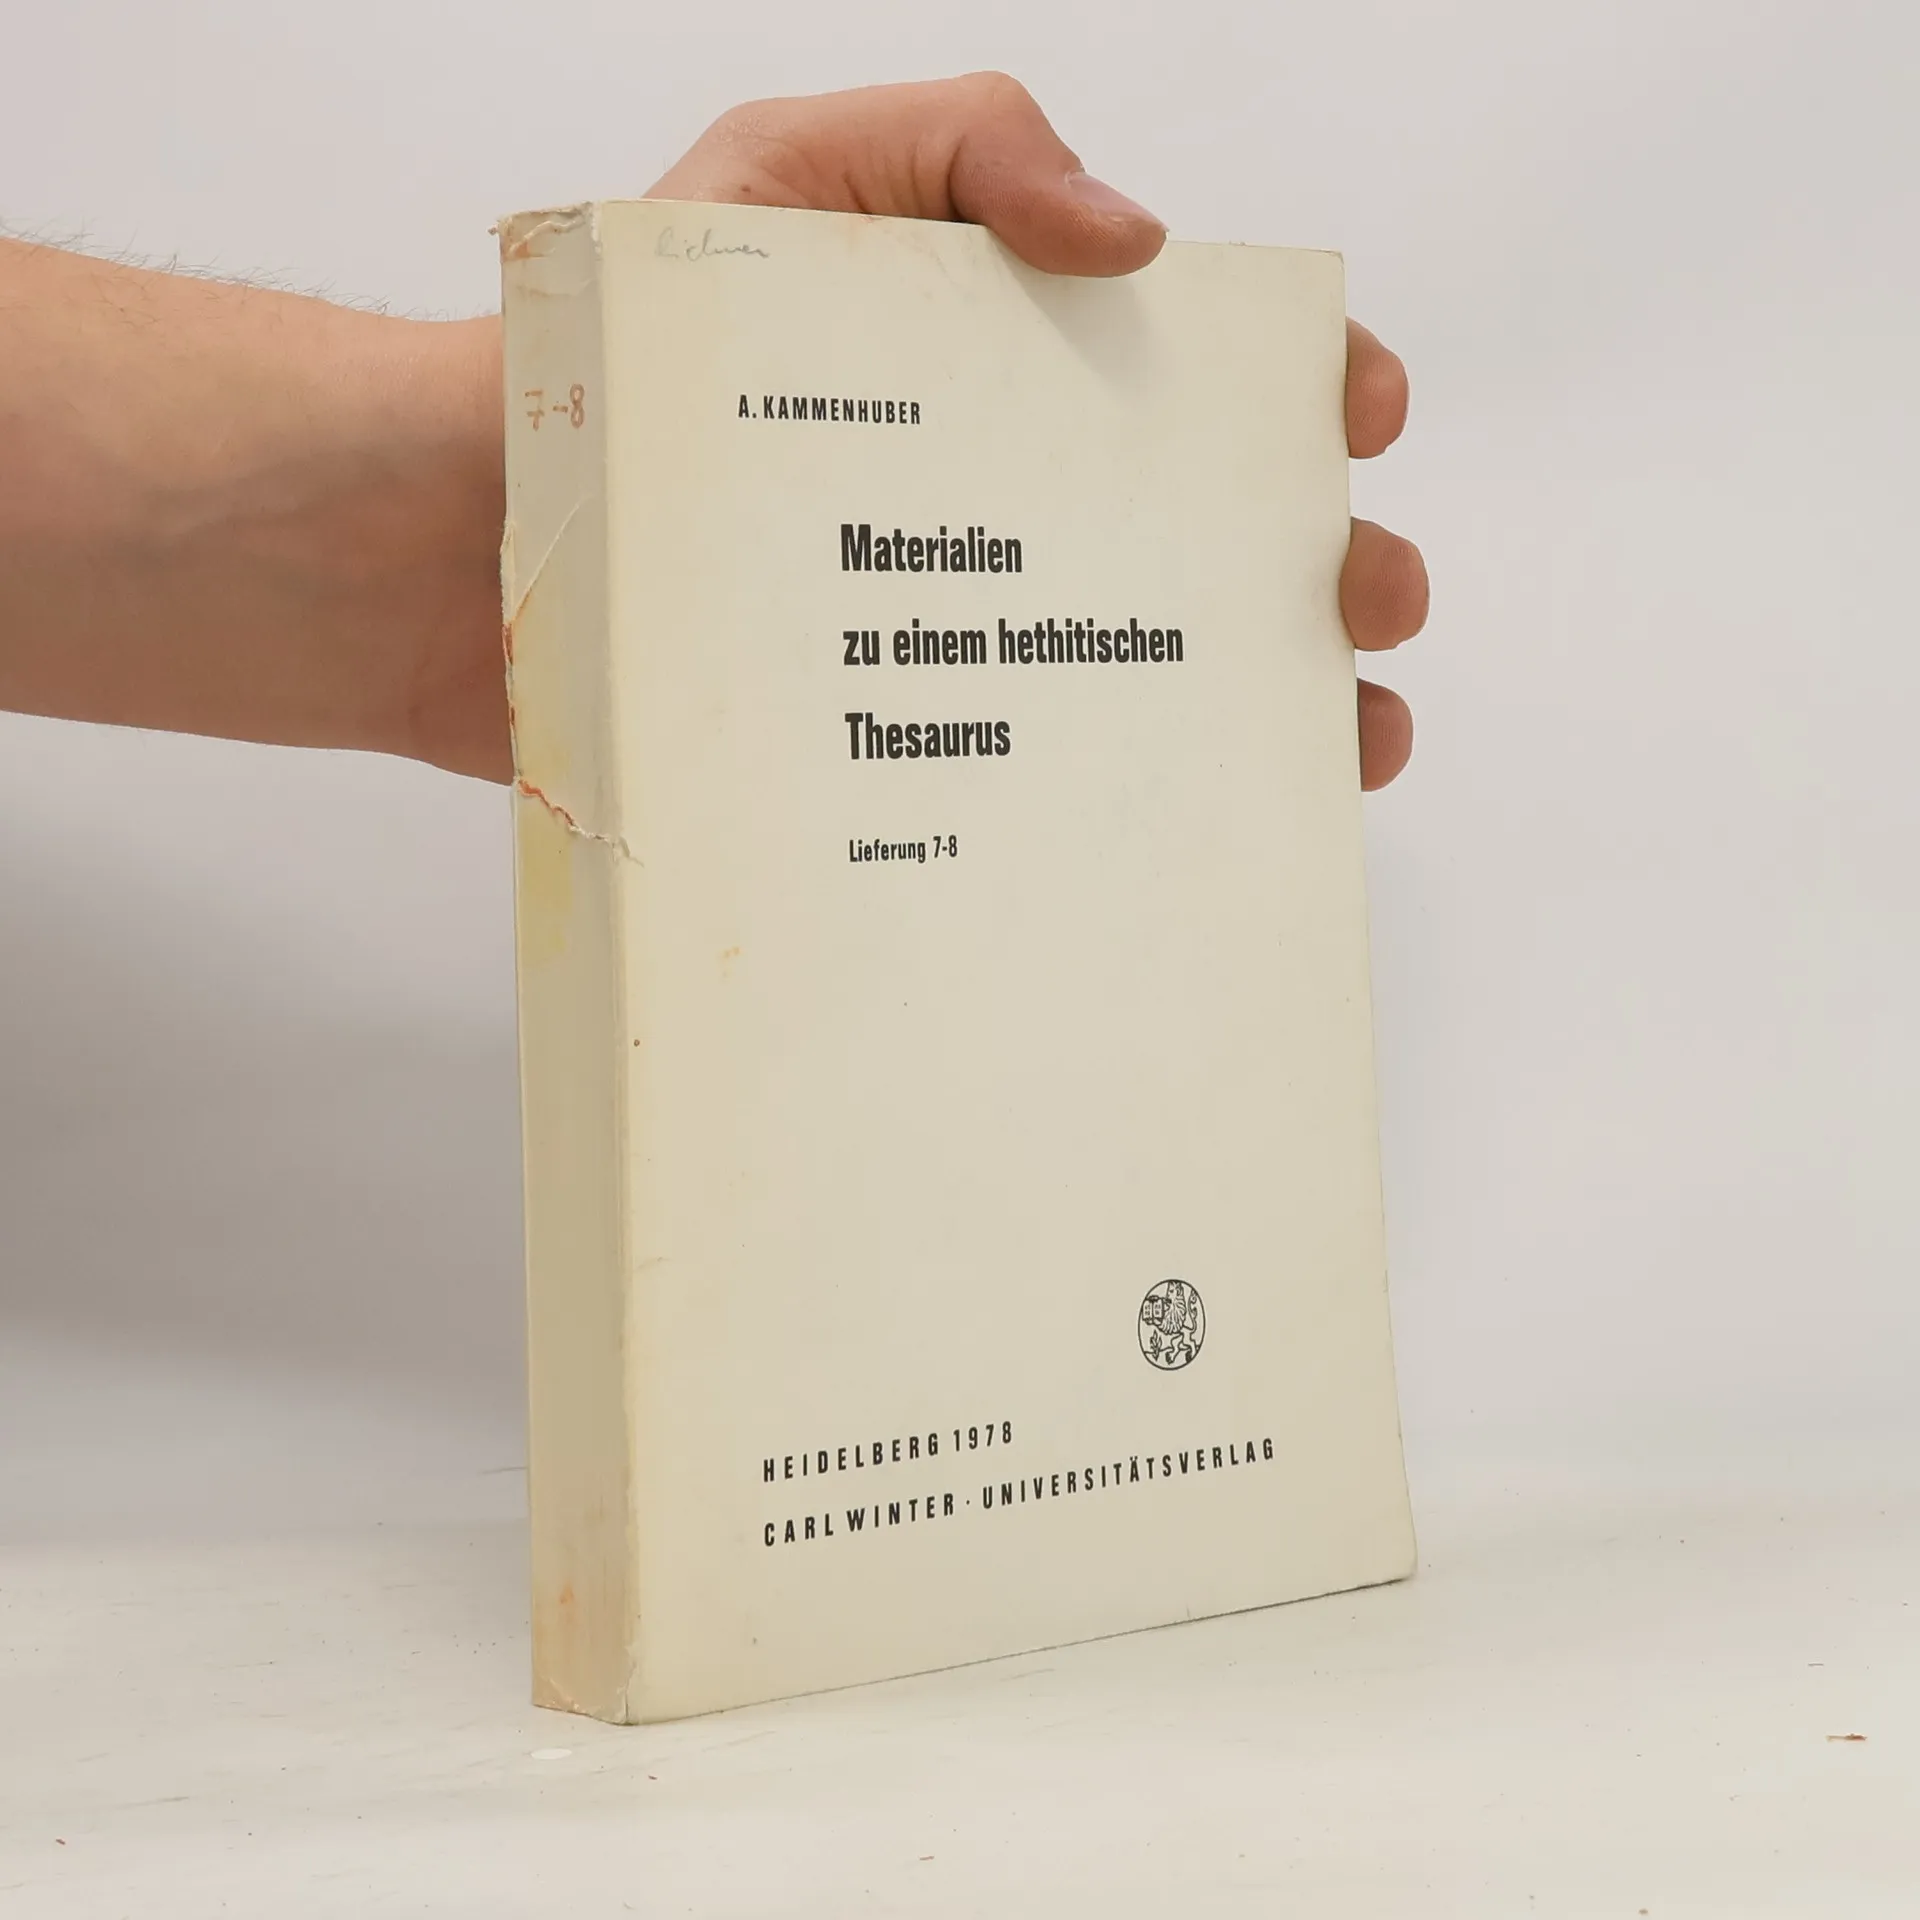 7-8
A. KAMMENHUBER
Materialien
zu einem hethitischen
Thesaurus
Lieferung 7-8
HEIDELBERG 1978
CARL WINTER · UNIVERSITÄTSVERLAG